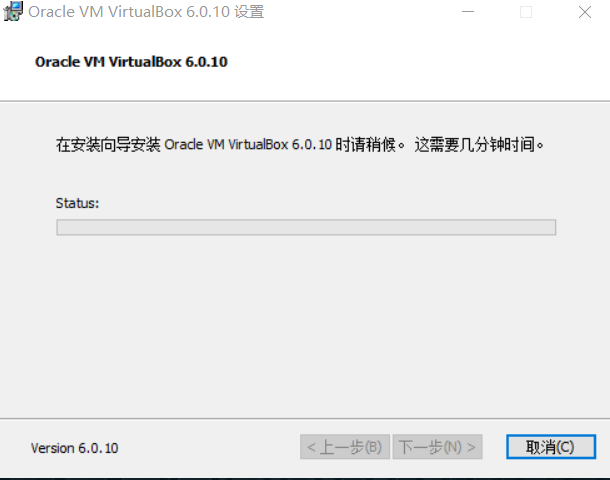 Oracle VM VirtualBox 6.0.10 设置
Oracle VM VirtualBox 6.0.10
在安装向导安装 Oracle VM VirtualBox 6.0.10 时请稍候。 这需要几分钟时间。
Status:
Version 6.0.10 < 上一步(B) 下一步(N) > 取消(C)